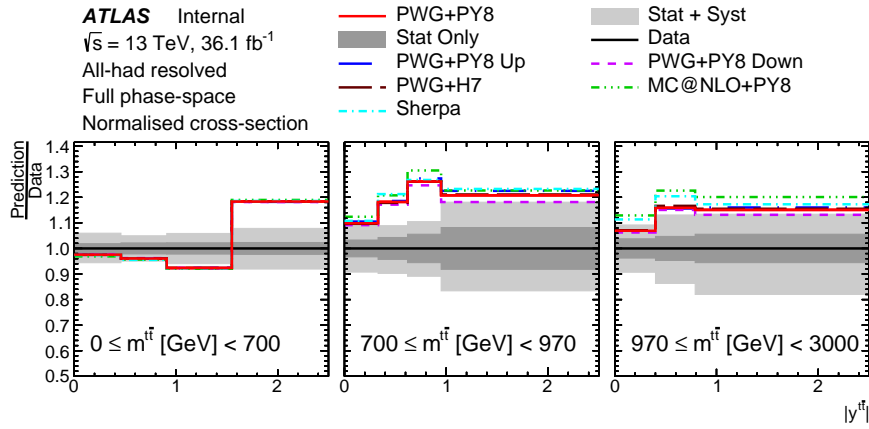 ATLAS Internal
√s = 13 TeV, 36.1 fb⁻¹
All-had resolved
Full phase-space
Normalised cross-section
PWG+PY8
Stat Only
PWG+PY8 Up
PWG+H7
Sherpa
Stat + Syst
Data
PWG+PY8 Down
MC@NLO+PY8
Prediction
Data
1.4
1.3
1.2
1.1
1.0
0.9
0.8
0.7
0.6
0.5
0 ≤ m^tt̄ [GeV] < 700
700 ≤ m^tt̄ [GeV] < 970
970 ≤ m^tt̄ [GeV] < 3000
0 1 2
0 1 2
0 1 2
|y^tt̄|